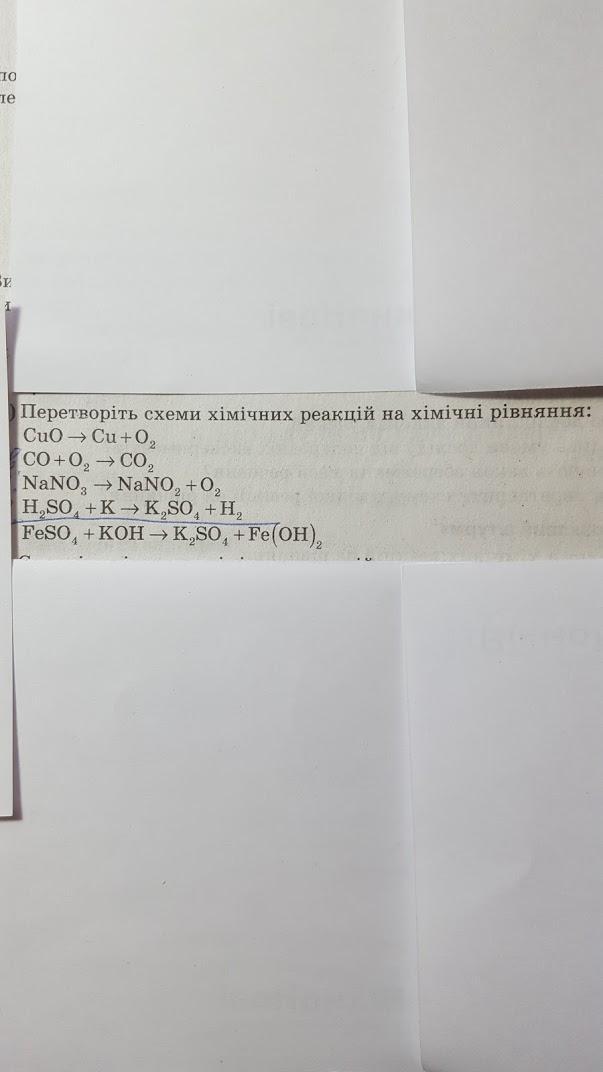 Перетворіть схеми хімічних реакцій на хімічні рівняння:
CuO → Cu + O₂
CO + O₂ → CO₂
NaNO₃ → NaNO₂ + O₂
H₂SO₄ + K → K₂SO₄ + H₂
FeSO₄ + KOH → K₂SO₄ + Fe(OH)₂